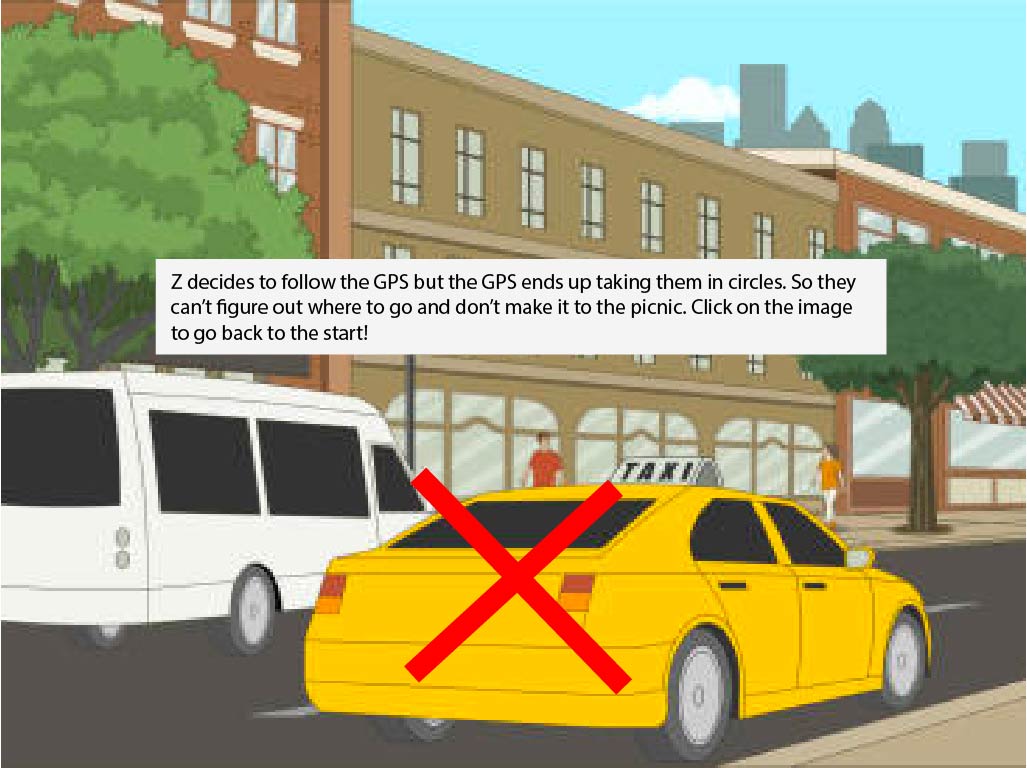 Z decides to follow the GPS but the GPS ends up taking them in circles. So they
can’t figure out where to go and don’t make it to the picnic. Click on the image
to go back to the start!
TAXI